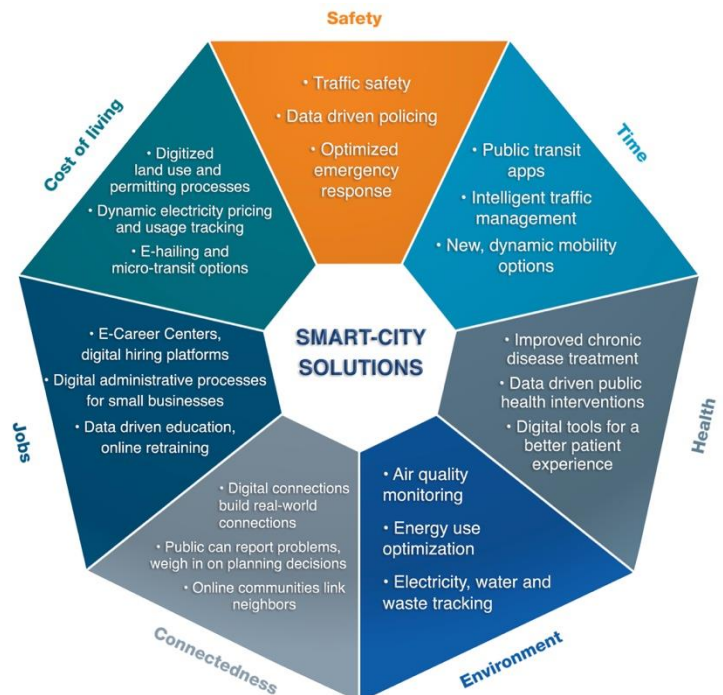 Safety
• Traffic safety
• Data driven policing
• Optimized
emergency
response
Time
• Public transit
apps
• Intelligent traffic
management
• New, dynamic mobility
options
Health
• Improved chronic
disease treatment
• Data driven public
health interventions
• Digital tools for a
better patient
experience
Environment
• Air quality
monitoring
• Energy use
optimization
• Electricity, water and
waste tracking
Connectedness
• Digital connections
build real-world
connections
• Public can report problems,
weigh in on planning decisions
• Online communities link
neighbors
Jobs
• E-Career Centers,
digital hiring platforms
• Digital administrative processes
for small businesses
• Data driven education,
online retraining
Cost of living
• Digitized
land use and
permitting processes
• Dynamic electricity pricing
and usage tracking
• E-hailing and
micro-transit options
SMART-CITY
SOLUTIONS